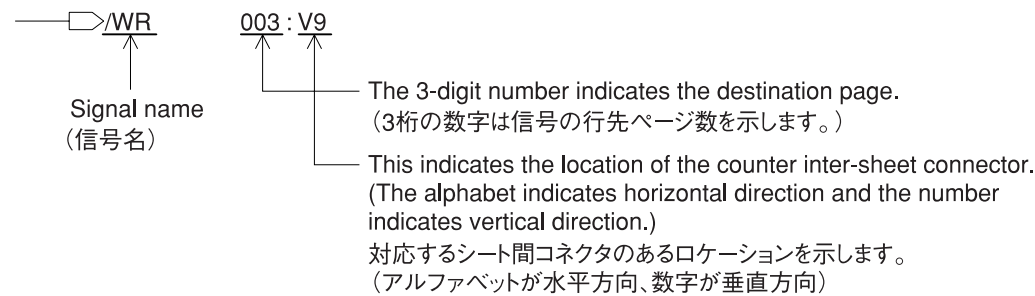 /WR 003 : V9
The 3-digit number indicates the destination page.
Signal name
（3桁の数字は信号の行先ページ数を示します。）
（信号名）
This indicates the location of the counter inter-sheet connector.
(The alphabet indicates horizontal direction and the number
indicates vertical direction.)
対応するシート間コネクタのあるロケーションを示します。
（アルファベットが水平方向、数字が垂直方向）